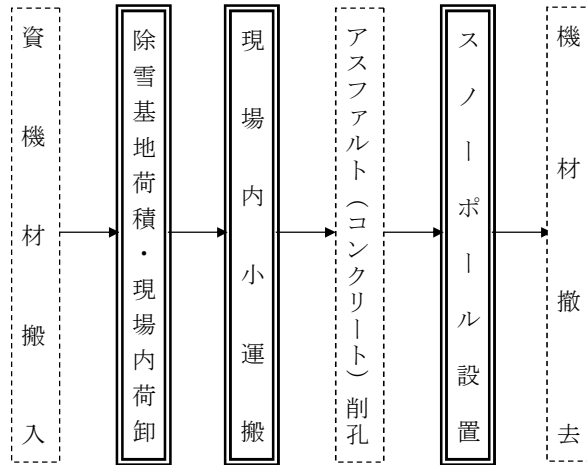 資機材搬入
除雪基地荷積・現場内荷卸
現場内小運搬
アスファルト（コンクリート）削孔
スノーポール設置
機材撤去